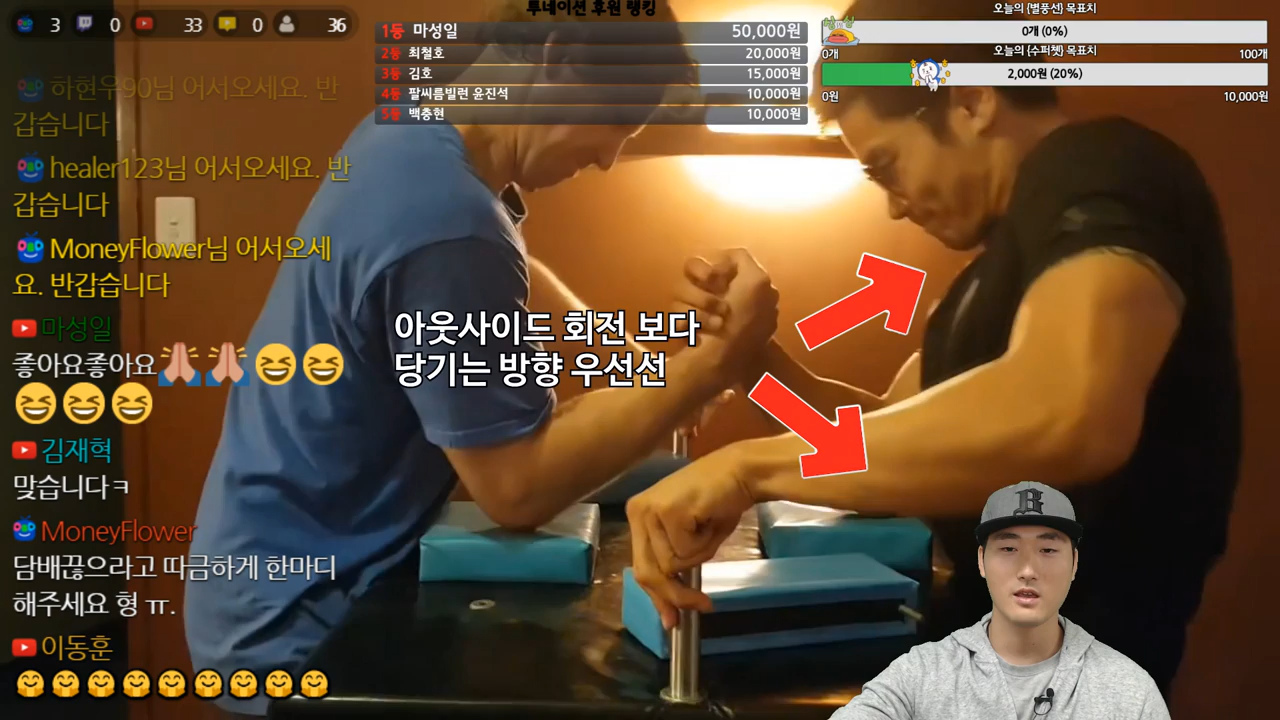 3 0 33 0 36
하현우90님 어서오세요. 반
갑습니다
healer123님 어서오세요. 반
갑습니다
MoneyFlower님 어서오세
요. 반갑습니다
마성일
좋아요좋아요🙏🙏😆😆
😆😆😆
김재혁
맞습니다ㅋ
MoneyFlower
담배끊으라고 따금하게 한마디
해주세요 형 ㅠ.
이동훈
🤗🤗🤗🤗🤗🤗🤗🤗🤗
투네이션 후원 랭킹
1등 마성일 50,000원
2등 최철호 20,000원
3등 김호 15,000원
4등 팔씨름빌런 윤진석 10,000원
5등 백충현 10,000원
오늘의 {별풍선} 목표치
0개 (0%)
0개 100개
오늘의 {수퍼챗} 목표치
2,000원 (20%)
0원 10,000원
아웃사이드 회전 보다
당기는 방향 우선선
B